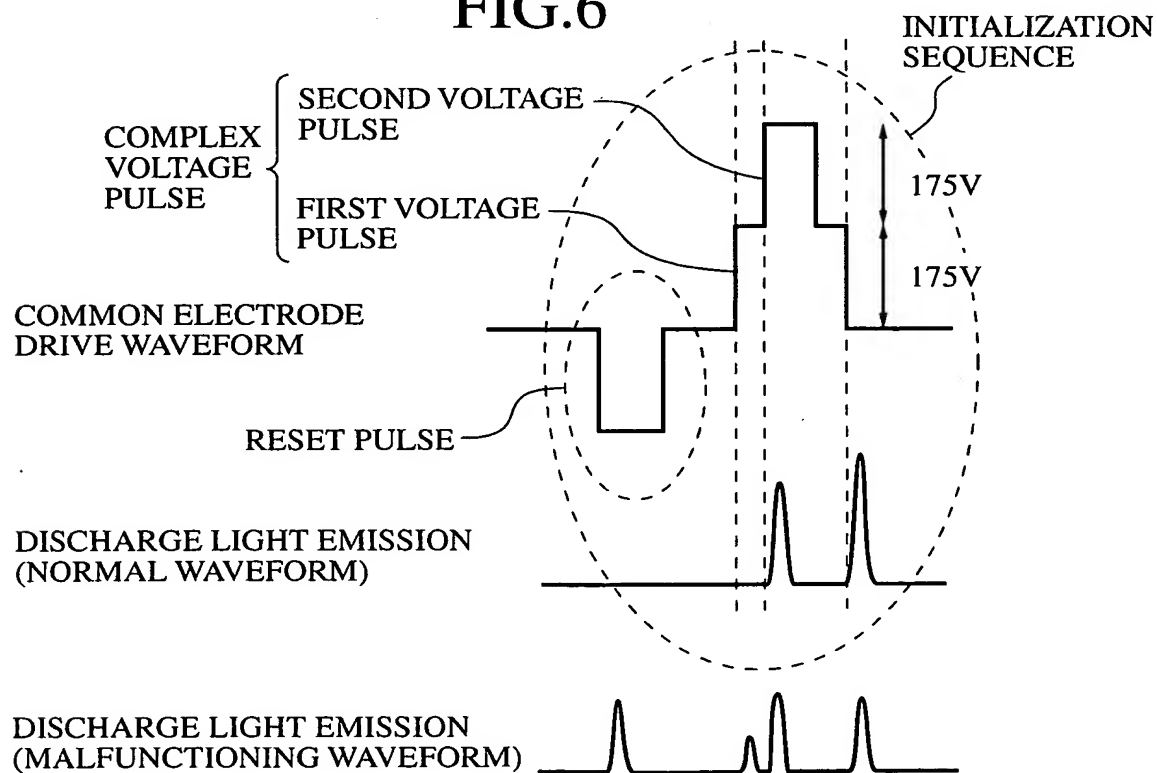 FIG.6
INITIALIZATION
SEQUENCE
SECOND VOLTAGE
PULSE
COMPLEX
VOLTAGE
PULSE
FIRST VOLTAGE
PULSE
175V
175V
COMMON ELECTRODE
DRIVE WAVEFORM
RESET PULSE
DISCHARGE LIGHT EMISSION
(NORMAL WAVEFORM)
DISCHARGE LIGHT EMISSION
(MALFUNCTIONING WAVEFORM)